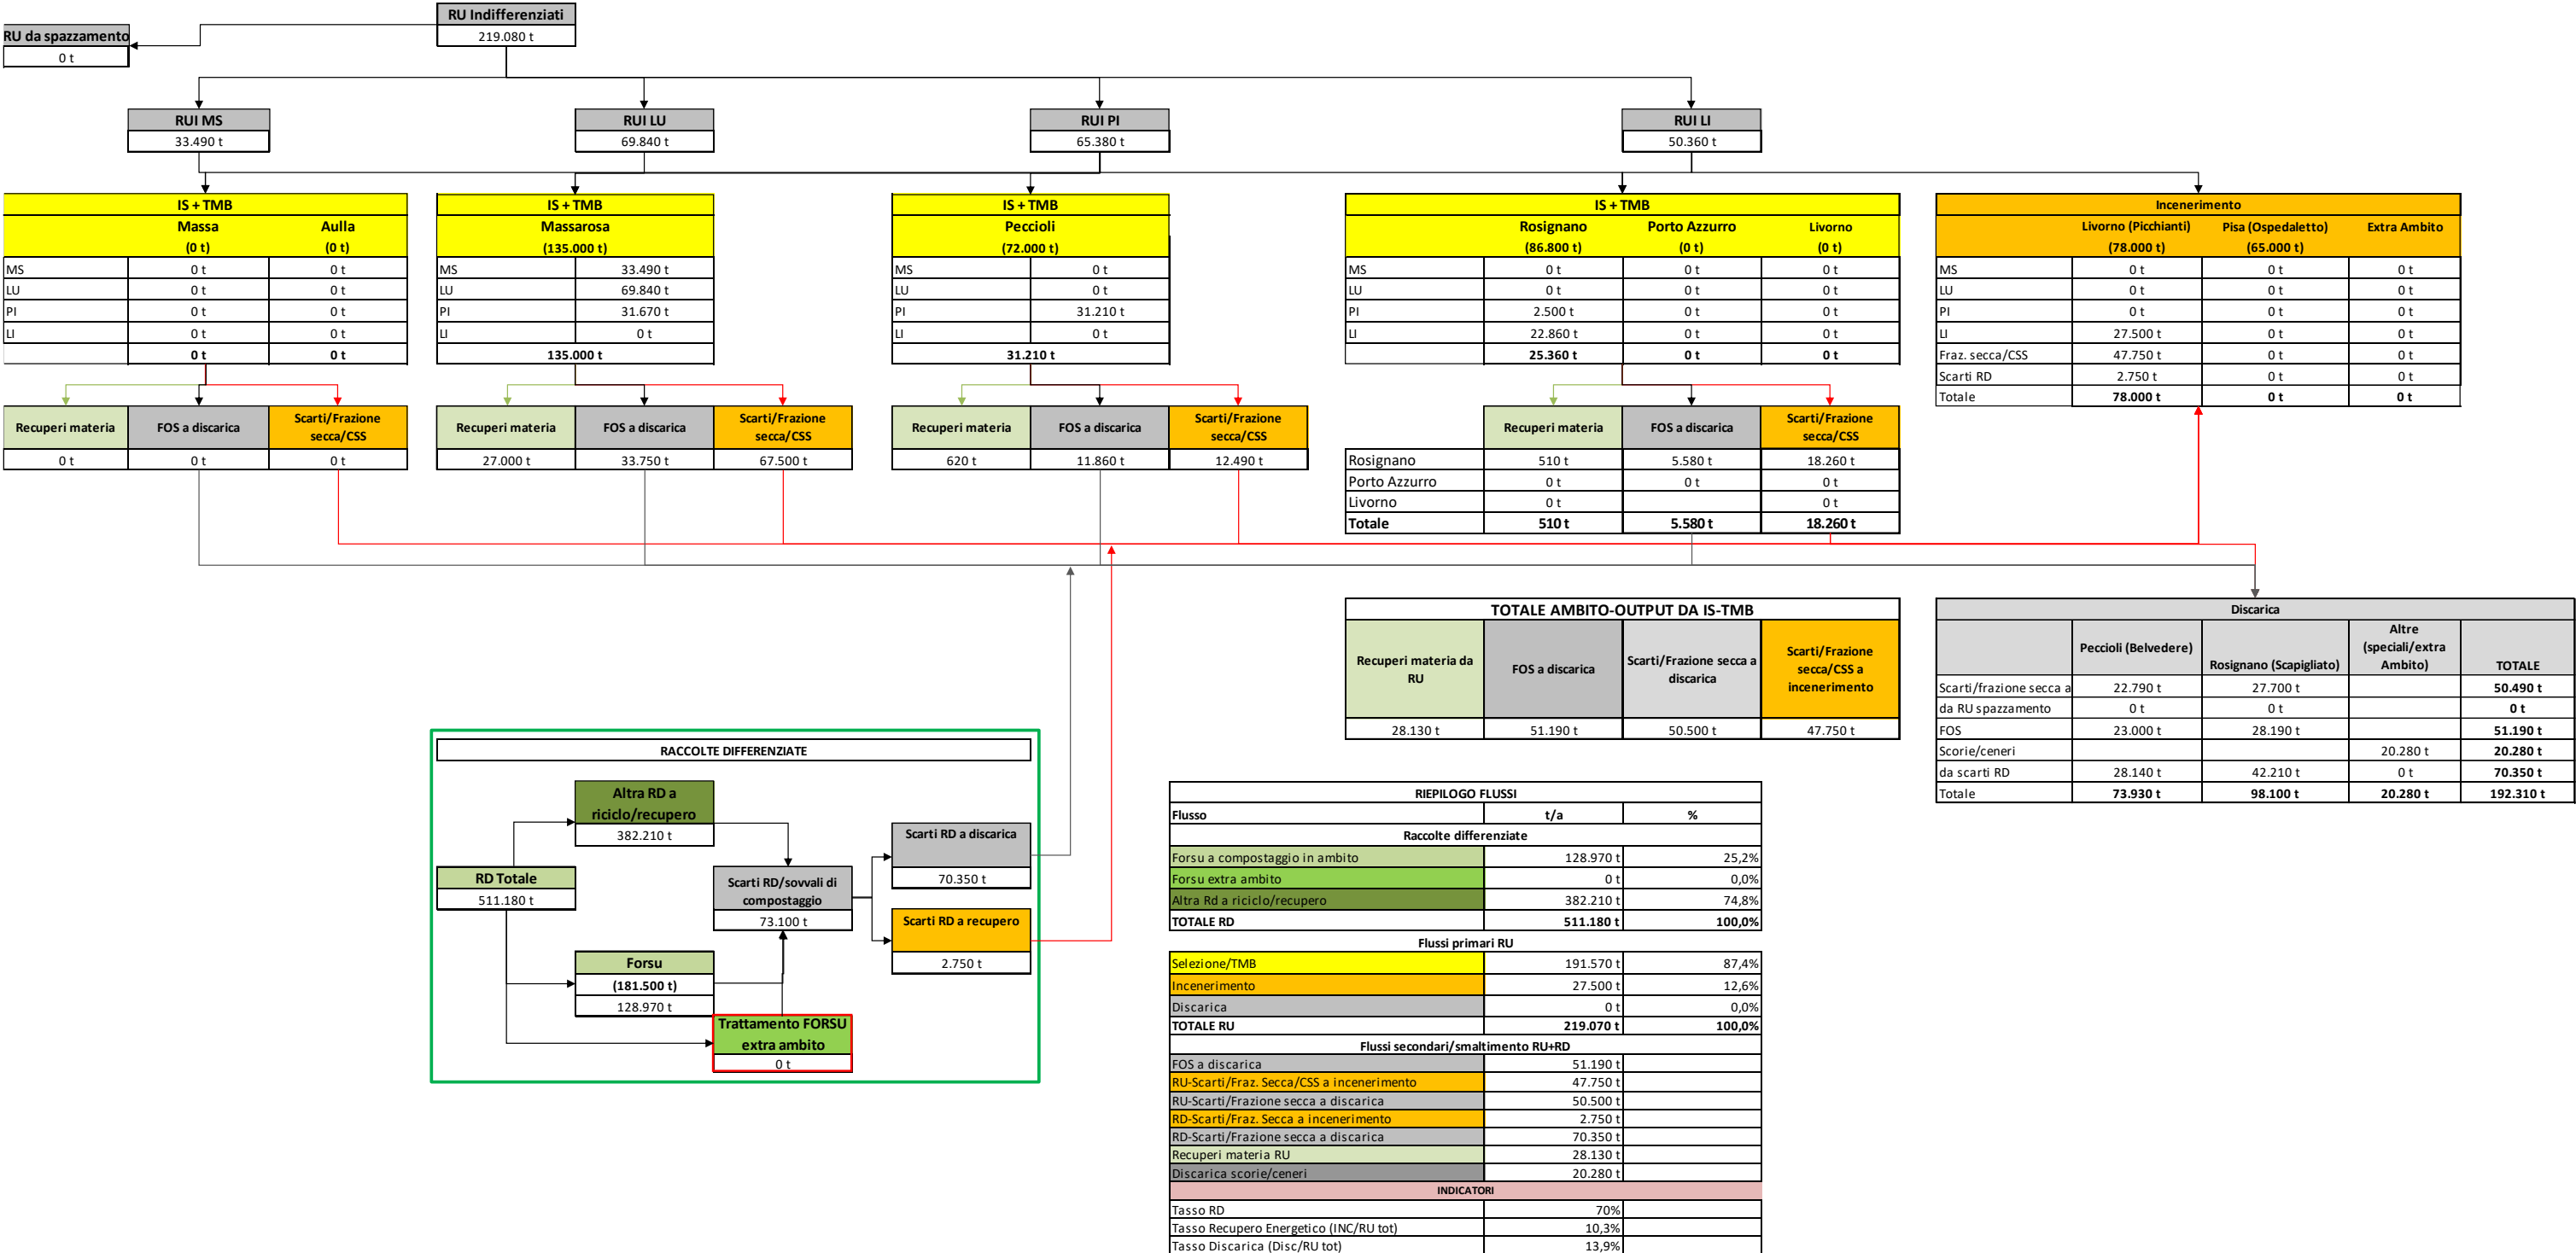 RU Indifferenziati
219.080 t
RU da spazzamento
0 t
RUI MS
33.490 t
RUI LU
69.840 t
RUI PI
65.380 t
RUI LI
50.360 t
IS + TMB
Massa Aulla
(0 t) (0 t)
MS 0 t 0 t
LU 0 t 0 t
PI 0 t 0 t
LI 0 t 0 t
0 t 0 t
Recuperi materia
FOS a discarica
Scarti/Frazione
secca/CSS
0 t 0 t 0 t
IS + TMB
Massarosa
(135.000 t)
MS 33.490 t
LU 69.840 t
PI 31.670 t
LI 0 t
135.000 t
Recuperi materia
FOS a discarica
Scarti/Frazione
secca/CSS
27.000 t 33.750 t 67.500 t
IS + TMB
Peccioli
(72.000 t)
MS 0 t
LU 0 t
PI 31.210 t
LI 0 t
31.210 t
Recuperi materia
FOS a discarica
Scarti/Frazione
secca/CSS
620 t 11.860 t 12.490 t
IS + TMB
Rosignano Porto Azzurro Livorno
(86.800 t) (0 t) (0 t)
MS 0 t 0 t 0 t
LU 0 t 0 t 0 t
PI 2.500 t 0 t 0 t
LI 22.860 t 0 t 0 t
25.360 t 0 t 0 t
Recuperi materia
FOS a discarica
Scarti/Frazione
secca/CSS
Rosignano 510 t 5.580 t 18.260 t
Porto Azzurro 0 t 0 t 0 t
Livorno 0 t 0 t
Totale 510 t 5.580 t 18.260 t
Incenerimento
Livorno (Picchianti) Pisa (Ospedaletto) Extra Ambito
(78.000 t) (65.000 t)
MS 0 t 0 t 0 t
LU 0 t 0 t 0 t
PI 0 t 0 t 0 t
LI 27.500 t 0 t 0 t
Fraz. secca/CSS 47.750 t 0 t 0 t
Scarti RD 2.750 t 0 t 0 t
Totale 78.000 t 0 t 0 t
TOTALE AMBITO-OUTPUT DA IS-TMB
Recuperi materia da
RU
FOS a discarica
Scarti/Frazione secca a
discarica
Scarti/Frazione
secca/CSS a
incenerimento
28.130 t 51.190 t 50.500 t 47.750 t
Discarica
Peccioli (Belvedere)
Rosignano (Scapigliato)
Altre
(speciali/extra
Ambito)
TOTALE
Scarti/frazione secca a 22.790 t 27.700 t 50.490 t
da RU spazzamento 0 t 0 t 0 t
FOS 23.000 t 28.190 t 51.190 t
Scorie/ceneri 20.280 t 20.280 t
da scarti RD 28.140 t 42.210 t 0 t 70.350 t
Totale 73.930 t 98.100 t 20.280 t 192.310 t
RACCOLTE DIFFERENZIATE
Altra RD a
riciclo/recupero
382.210 t
RD Totale
511.180 t
Scarti RD/sovvali di
compostaggio
73.100 t
Scarti RD a discarica
70.350 t
Scarti RD a recupero
2.750 t
Forsu
(181.500 t)
128.970 t
Trattamento FORSU
extra ambito
0 t
RIEPILOGO FLUSSI
Flusso t/a %
Raccolte differenziate
Forsu a compostaggio in ambito 128.970 t 25,2%
Forsu extra ambito 0 t 0,0%
Altra Rd a riciclo/recupero 382.210 t 74,8%
TOTALE RD 511.180 t 100,0%
Flussi primari RU
Selezione/TMB 191.570 t 87,4%
Incenerimento 27.500 t 12,6%
Discarica 0 t 0,0%
TOTALE RU 219.070 t 100,0%
Flussi secondari/smaltimento RU+RD
FOS a discarica 51.190 t
RU-Scarti/Fraz. Secca/CSS a incenerimento 47.750 t
RU-Scarti/Frazione secca a discarica 50.500 t
RD-Scarti/Fraz. Secca a incenerimento 2.750 t
RD-Scarti/Frazione secca a discarica 70.350 t
Recuperi materia RU 28.130 t
Discarica scorie/ceneri 20.280 t
INDICATORI
Tasso RD 70%
Tasso Recupero Energetico (INC/RU tot) 10,3%
Tasso Discarica (Disc/RU tot) 13,9%